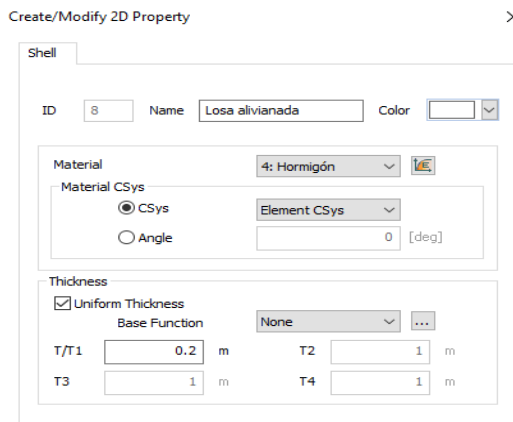 Create/Modify 2D Property
Shell
ID 8 Name Losa alivianada Color
Material 4: Hormigón
Material CSys
CSys Element CSys
Angle 0 [deg]
Thickness
Uniform Thickness
Base Function None ...
T/T1 0.2 m T2 1 m
T3 1 m T4 1 m